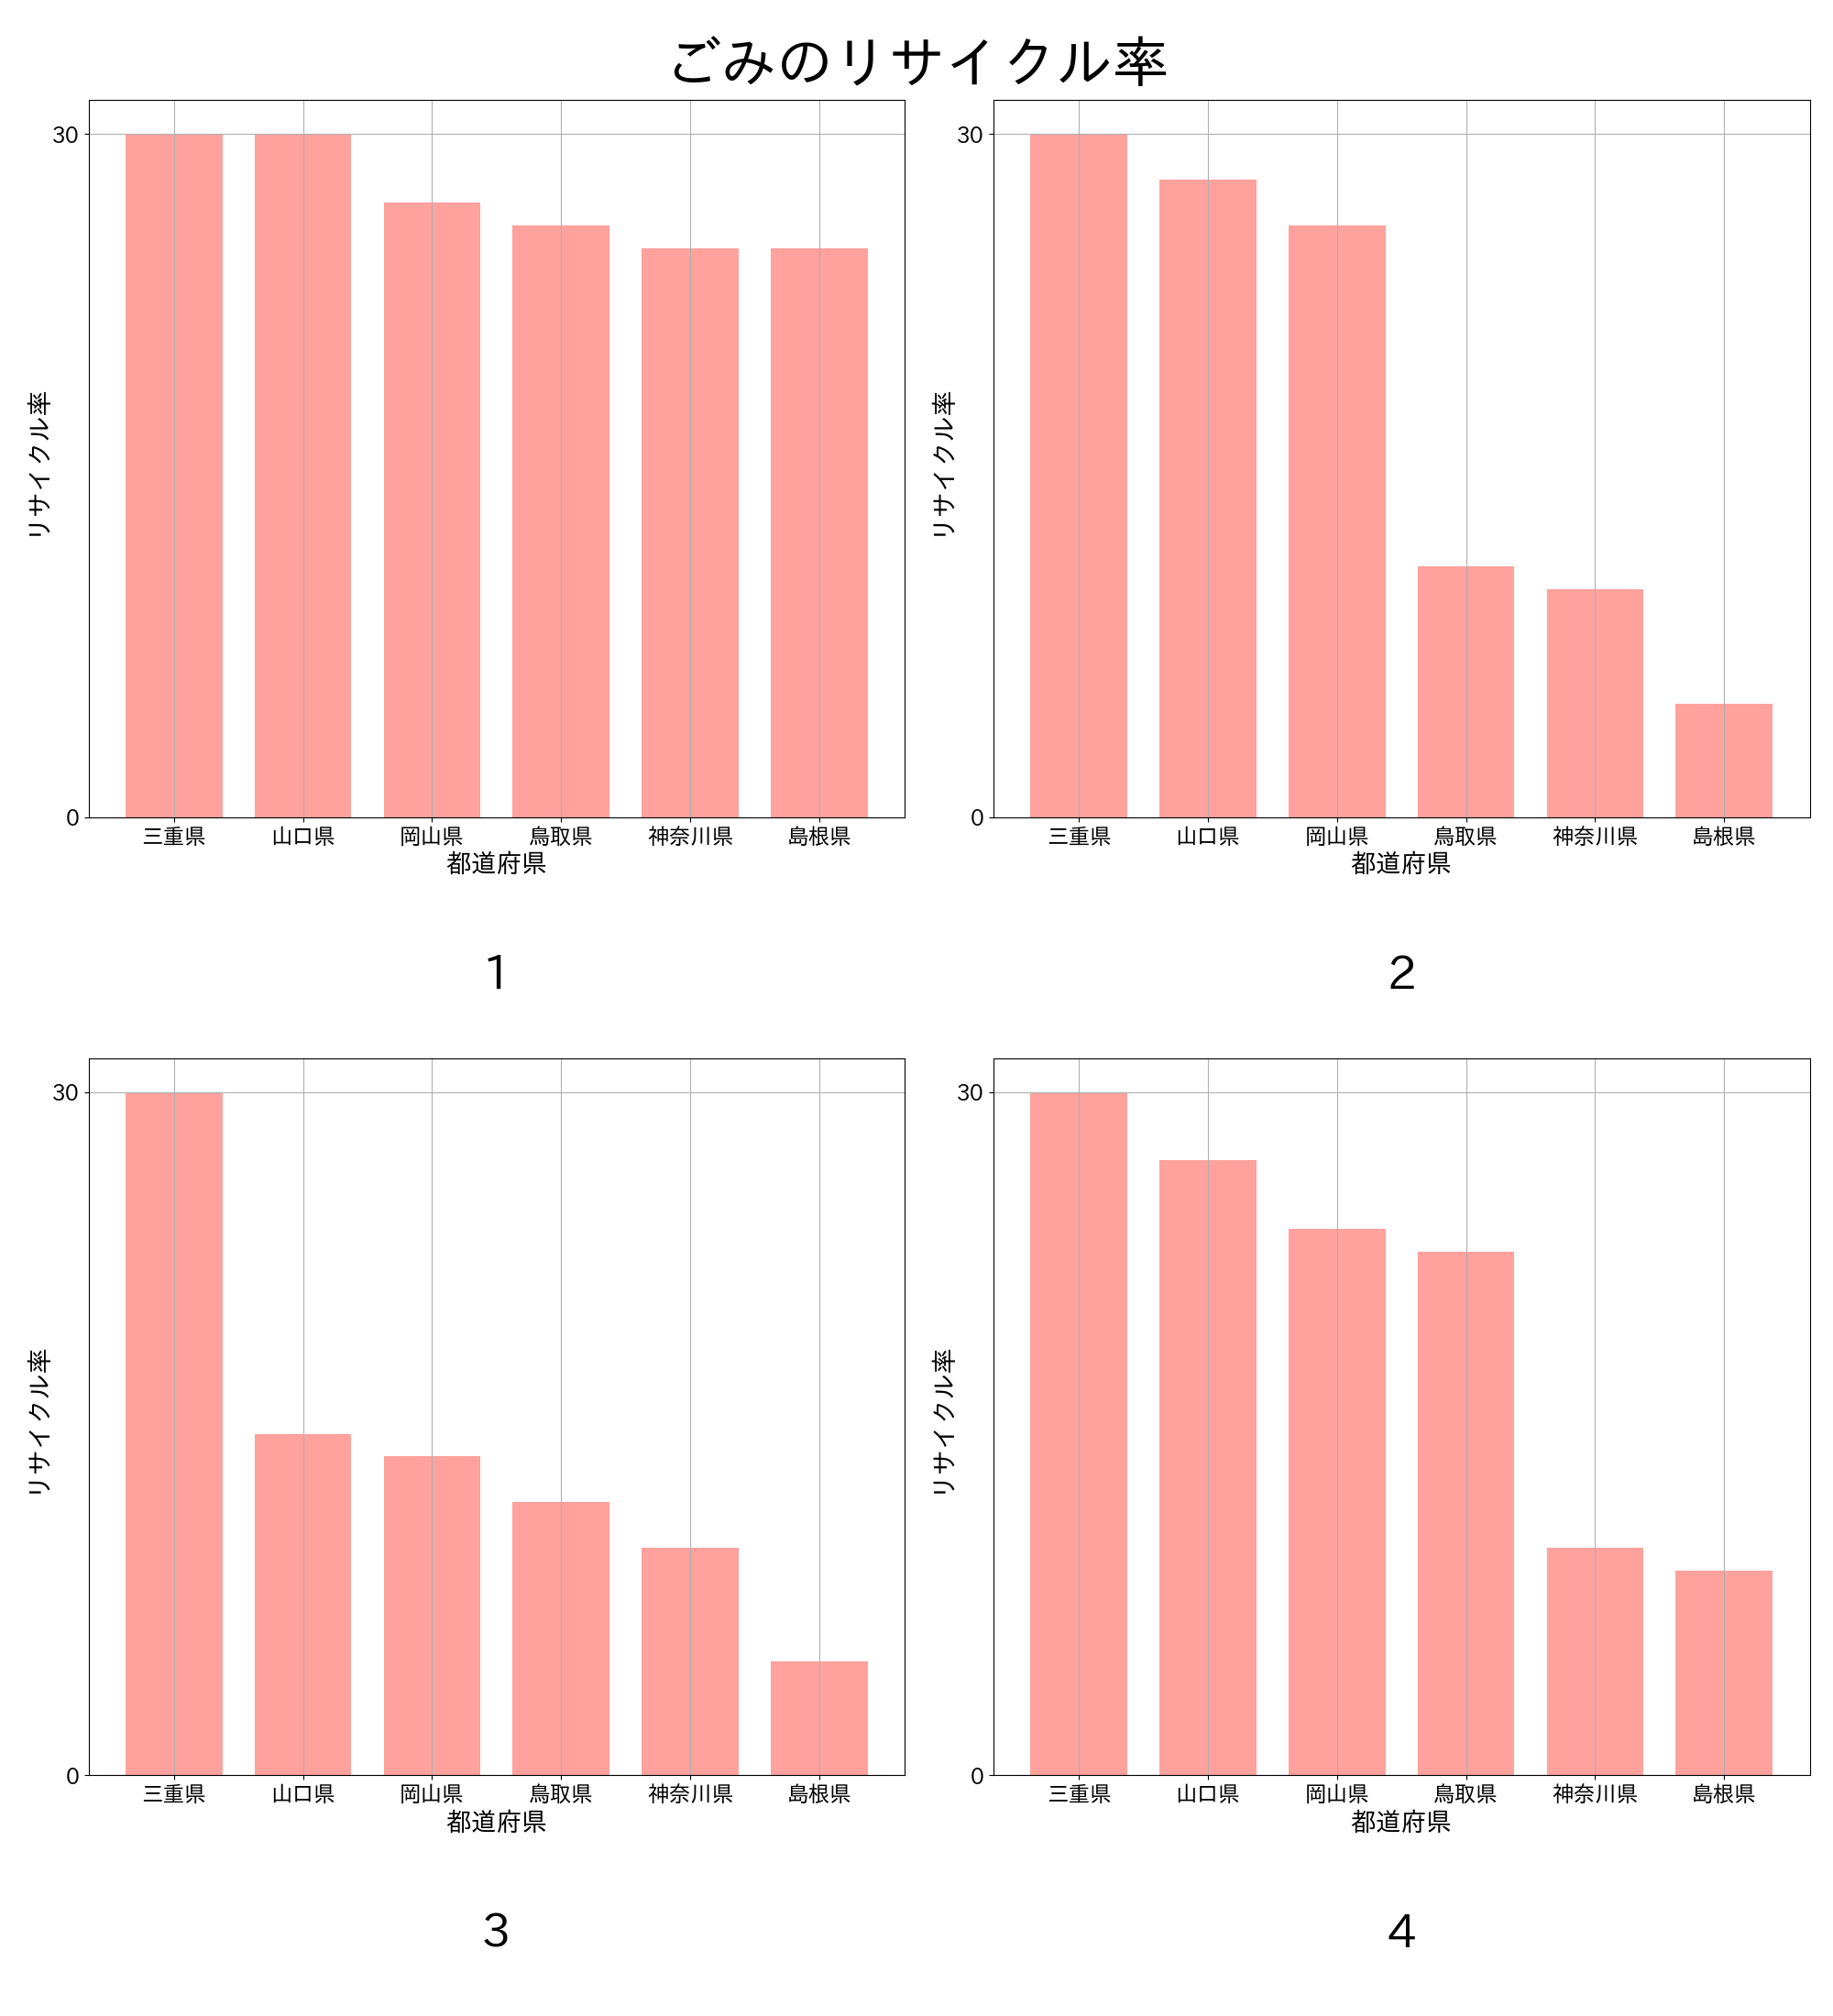 ごみのリサイクル率
30
0
リサイクル率
三重県 山口県 岡山県 鳥取県 神奈川県 島根県
都道府県
1
30
0
リサイクル率
三重県 山口県 岡山県 鳥取県 神奈川県 島根県
都道府県
2
30
0
リサイクル率
三重県 山口県 岡山県 鳥取県 神奈川県 島根県
都道府県
3
30
0
リサイクル率
三重県 山口県 岡山県 鳥取県 神奈川県 島根県
都道府県
4